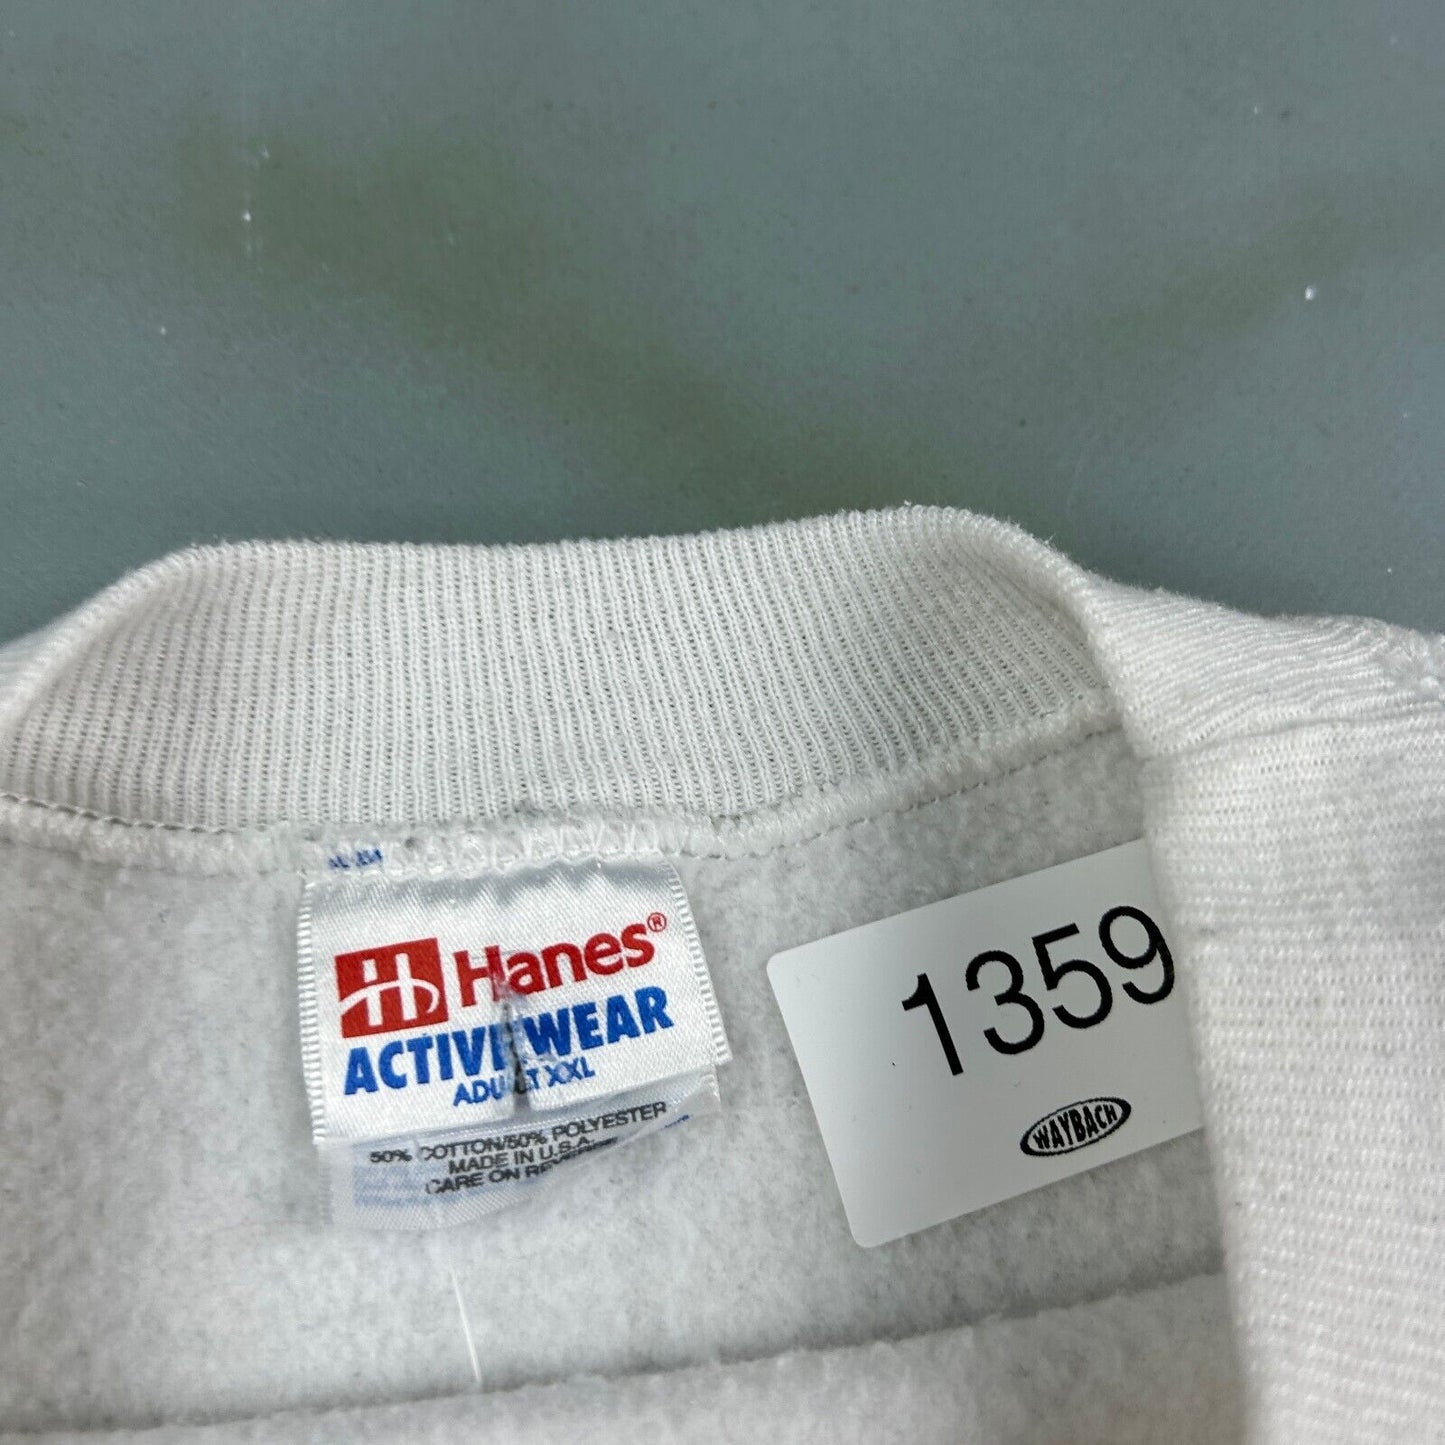 Hanes®
ACTIVEWEAR
ADULT XXL
50% COTTON/50% POLYESTER
MADE IN U.S.A.
CARE ON REVERSE
1359
WAYBACH